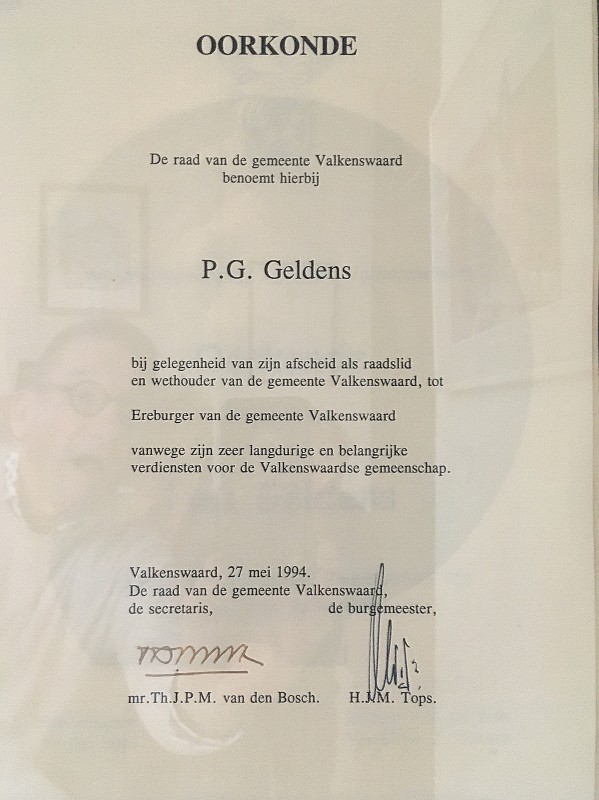 OORKONDE
De raad van de gemeente Valkenswaard
benoemt hierbij
P.G. Geldens
bij gelegenheid van zijn afscheid als raadslid
en wethouder van de gemeente Valkenswaard, tot
Ereburger van de gemeente Valkenswaard
vanwege zijn zeer langdurige en belangrijke
verdiensten voor de Valkenswaardse gemeenschap.
Valkenswaard, 27 mei 1994.
De raad van de gemeente Valkenswaard,
de secretaris, de burgemeester,
mr.Th.J.P.M. van den Bosch. H.J.M. Tops.